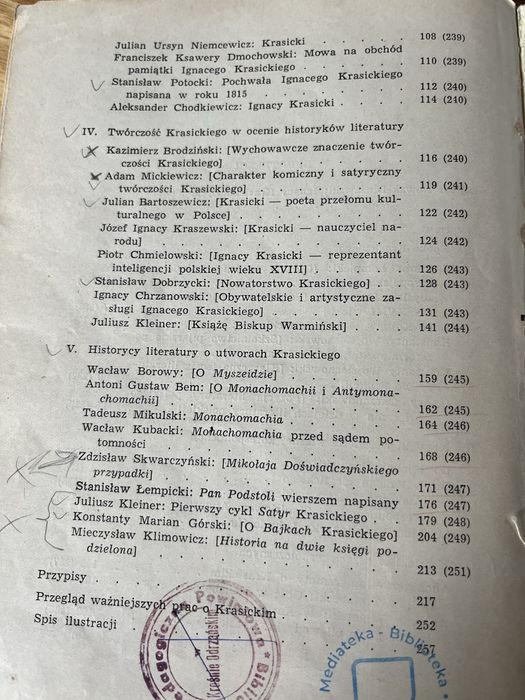 Julian Ursyn Niemcewicz: Krasicki . . . . . 108 (239)
Franciszek Ksawery Dmochowski: Mowa na obchód
pamiątki Ignacego Krasickiego . . . . . 110 (239)
Stanisław Potocki: Pochwała Ignacego Krasickiego
napisana w roku 1815 . . . . . . . 112 (240)
Aleksander Chodkiewicz: Ignacy Krasicki . . . . 114 (240)
IV. Twórczość Krasickiego w ocenie historyków literatury
Kazimierz Brodziński: [Wychowawcze znaczenie twór-
czości Krasickiego] . . . . . . . . 116 (240)
Adam Mickiewicz: [Charakter komiczny i satyryczny
twórczości Krasickiego] . . . . . . . 119 (241)
Julian Bartoszewicz: [Krasicki — poeta przełomu kul-
turalnego w Polsce] . . . . . . . . 122 (242)
Józef Ignacy Kraszewski: [Krasicki — nauczyciel na-
rodu] . . . . . . . . . . . 124 (242)
Piotr Chmielowski: [Ignacy Krasicki — reprezentant
inteligencji polskiej wieku XVIII] . . . . . 126 (243)
Stanisław Dobrzycki: [Nowatorstwo Krasickiego] . . 128 (243)
Ignacy Chrzanowski: [Obywatelskie i artystyczne za-
sługi Ignacego Krasickiego] . . . . . . 131 (243)
Juliusz Kleiner: [Książę Biskup Warmiński] . . . 141 (244)
V. Historycy literatury o utworach Krasickiego
Wacław Borowy: [O Myszeidzie] . . . . . . 159 (245)
Antoni Gustaw Bem: [O Monachomachii i Antymona-
chomachii] . . . . . . . . . . 162 (245)
Tadeusz Mikulski: Monachomachia . . . . . 164 (246)
Wacław Kubacki: Monachomachia przed sądem po-
tomności . . . . . . . . . . 168 (246)
Zdzisław Skwarczyński: [Mikołaja Doświadczyńskiego
przypadki] . . . . . . . . . . 171 (247)
Stanisław Łempicki: Pan Podstoli wierszem napisany 176 (247)
Juliusz Kleiner: Pierwszy cykl Satyr Krasickiego . . 179 (248)
Konstanty Marian Górski: [O Bajkach Krasickiego] 204 (249)
Mieczysław Klimowicz: [Historia na dwie księgi po-
dzielona] . . . . . . . . . . 213 (251)
Przypisy . . . . . . . . . . . 217
Przegląd ważniejszych prac o Krasickim . . . . 252
Spis ilustracji . . . . . . . . . . 257
Powiatowa
Krośnie Odrzańskim
Mediateka - Biblioteka